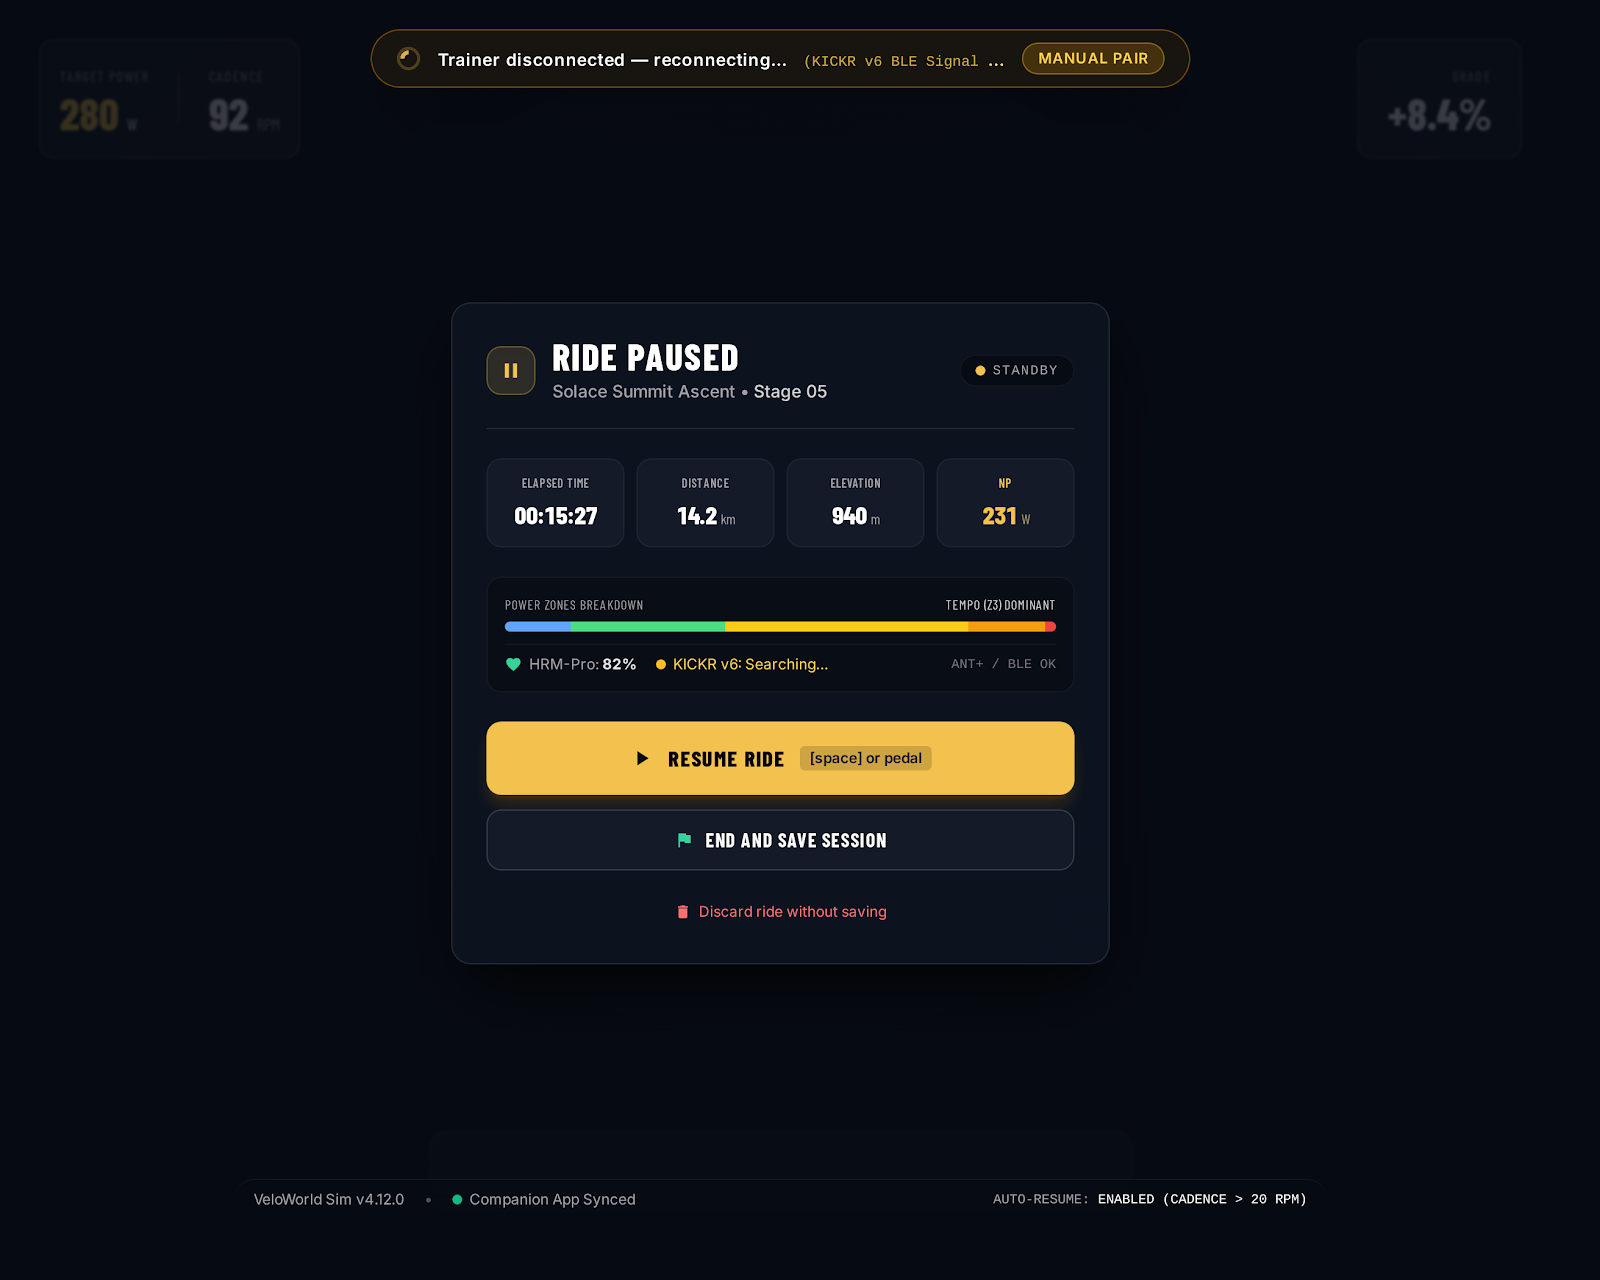 Trainer disconnected — reconnecting... (KICKR v6 BLE Signal ... MANUAL PAIR
TARGET POWER CADENCE
280 W 92 RPM
GRADE
+8.4%
RIDE PAUSED
Solace Summit Ascent • Stage 05
STANDBY
ELAPSED TIME
00:15:27
DISTANCE
14.2 km
ELEVATION
940 m
NP
231 W
POWER ZONES BREAKDOWN TEMPO (Z3) DOMINANT
HRM-Pro: 82% KICKR v6: Searching... ANT+ / BLE OK
RESUME RIDE [space] or pedal
END AND SAVE SESSION
Discard ride without saving
VeloWorld Sim v4.12.0 • Companion App Synced AUTO-RESUME: ENABLED (CADENCE > 20 RPM)